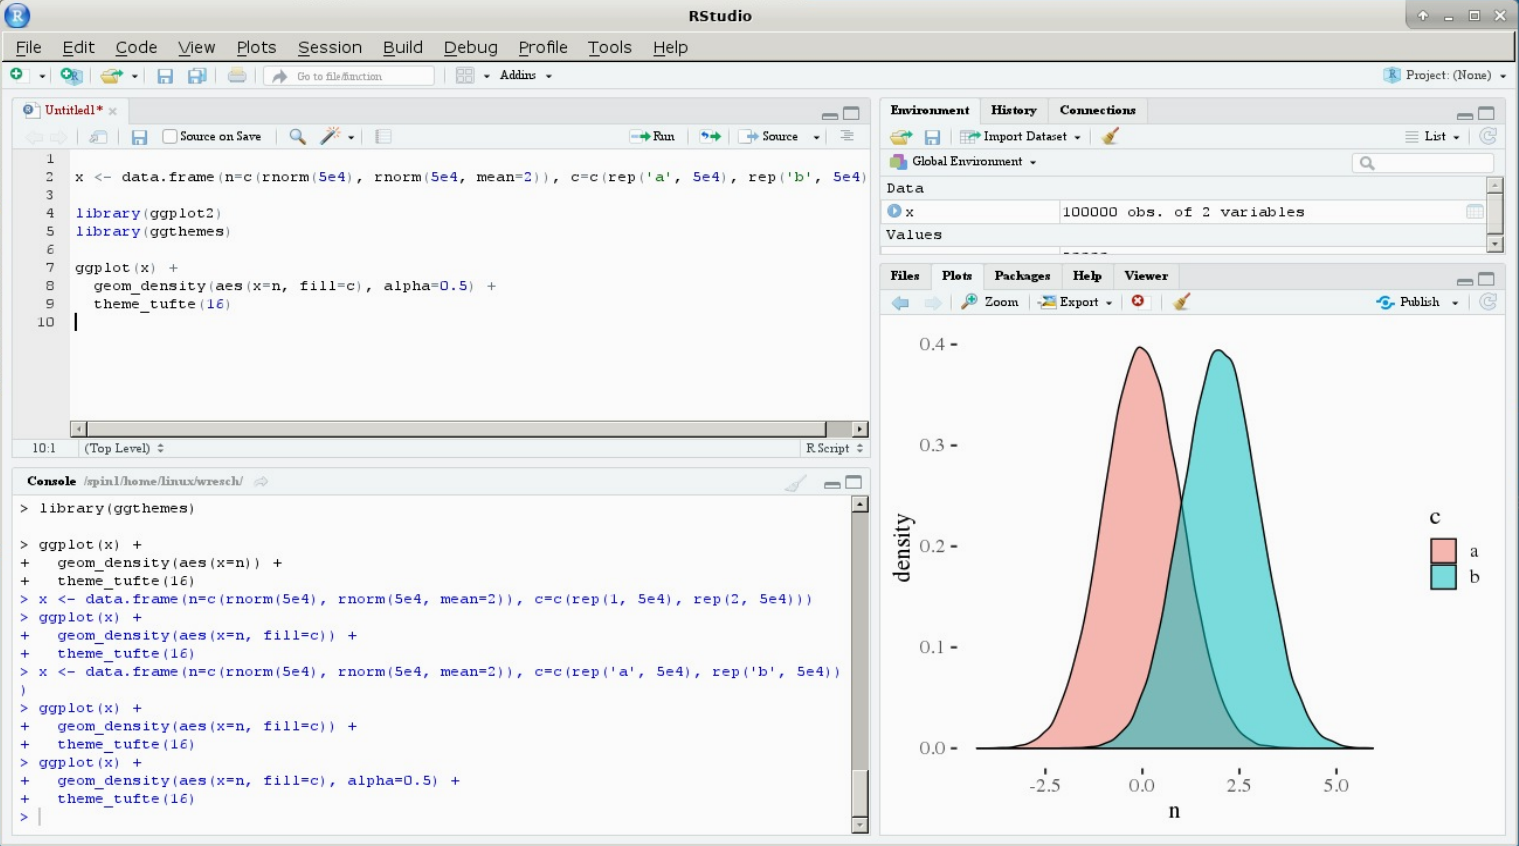 RStudio
File Edit Code View Plots Session Build Debug Profile Tools Help
Go to file/function Addins Project: (None)
Untitled1*
Source on Save Run Source
1
2 x <- data.frame(n=c(rnorm(5e4), rnorm(5e4, mean=2)), c=c(rep('a', 5e4), rep('b', 5e4)
3
4 library(ggplot2)
5 library(ggthemes)
6
7 ggplot(x) +
8 geom_density(aes(x=n, fill=c), alpha=0.5) +
9 theme_tufte(16)
10
10:1 (Top Level) R Script
Console /spin1/home/linux/wresch/
> library(ggthemes)
> ggplot(x) +
+ geom_density(aes(x=n)) +
+ theme_tufte(16)
> x <- data.frame(n=c(rnorm(5e4), rnorm(5e4, mean=2)), c=c(rep(1, 5e4), rep(2, 5e4)))
> ggplot(x) +
+ geom_density(aes(x=n, fill=c)) +
+ theme_tufte(16)
> x <- data.frame(n=c(rnorm(5e4), rnorm(5e4, mean=2)), c=c(rep('a', 5e4), rep('b', 5e4))
)
> ggplot(x) +
+ geom_density(aes(x=n, fill=c)) +
+ theme_tufte(16)
> ggplot(x) +
+ geom_density(aes(x=n, fill=c), alpha=0.5) +
+ theme_tufte(16)
>
Environment History Connections
Import Dataset List
Global Environment
Data
x 100000 obs. of 2 variables
Values
Files Plots Packages Help Viewer
Zoom Export Publish
0.4
0.3
0.2
0.1
0.0
density
-2.5 0.0 2.5 5.0
n
c
a
b